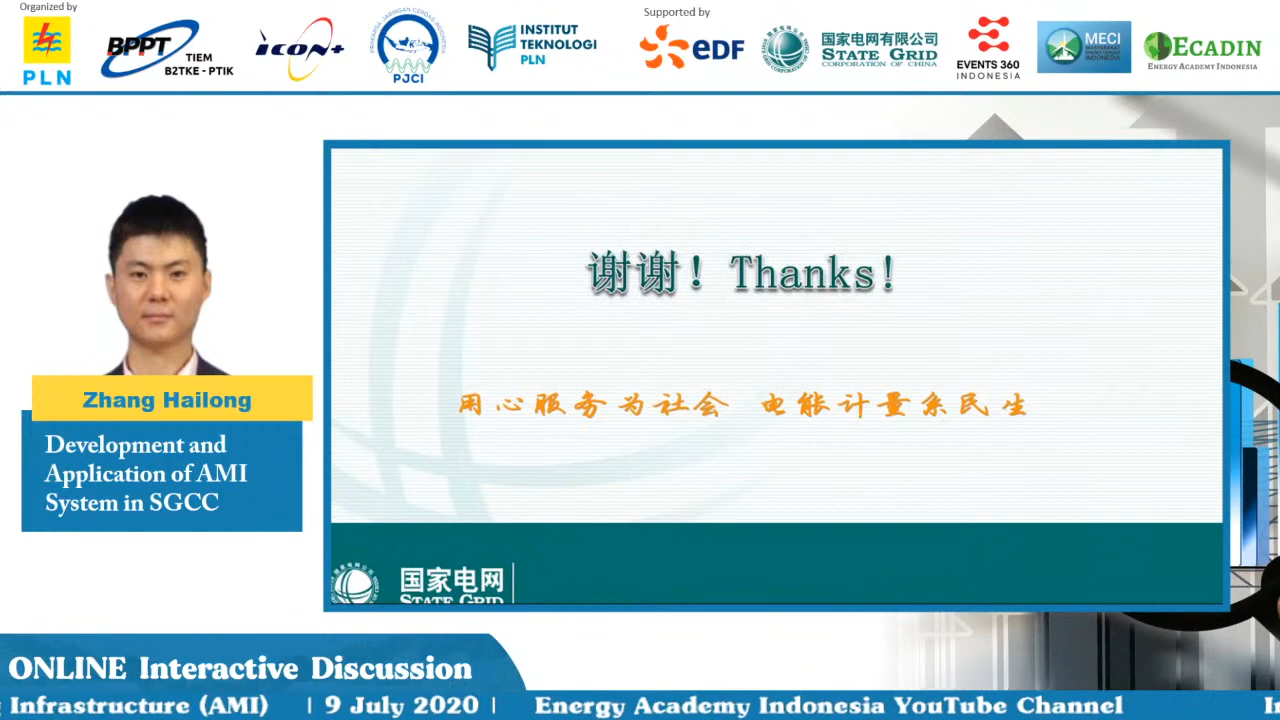 Organized by
Supported by
PLN
BPPT
TIEM
B2TKE - PTIK
icon+
PJCI
INSTITUT
TEKNOLOGI
PLN
eDF
国家电网有限公司
STATE GRID
CORPORATION OF CHINA
EVENTS 360
INDONESIA
MECI
ECADIN
ENERGY ACADEMY INDONESIA
谢谢！Thanks!
用心服务为社会 电能计量系民生
Zhang Hailong
Development and
Application of AMI
System in SGCC
国家电网
STATE GRID
ONLINE Interactive Discussion
Infrastructure (AMI) | 9 July 2020 | Energy Academy Indonesia YouTube Channel